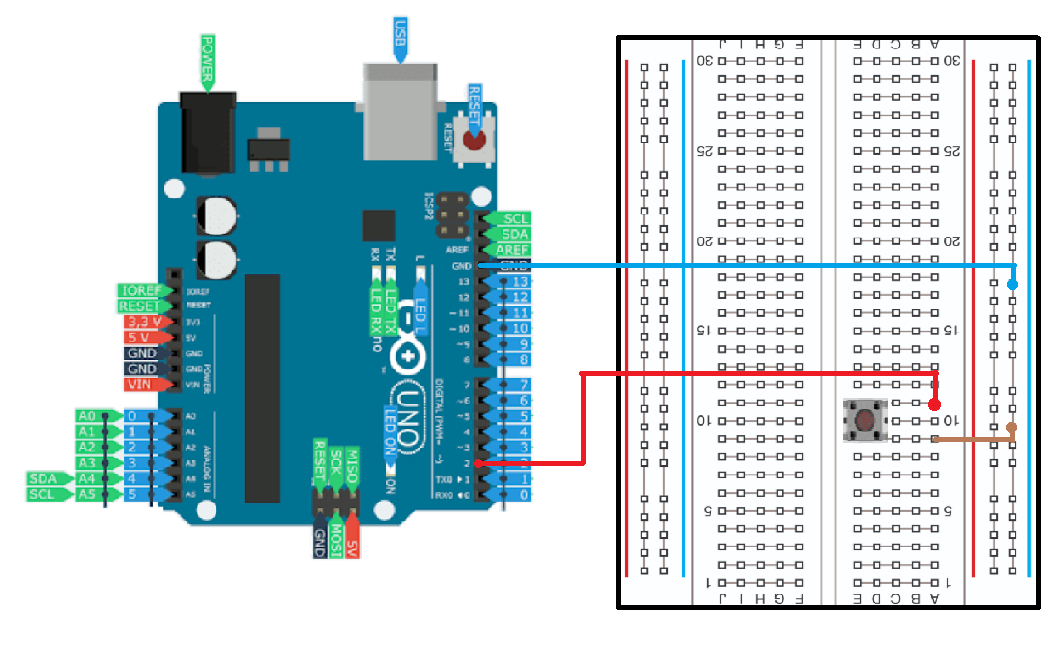 POWER
USB
RESET
RESET
ICSP2
SCL
SDA
AREF
AREF
GND
GND
13 13
12 12
~11 11
~10 10
~9 9
8 8
7 7
~6 6
~5 5
4 4
~3 3
2 2
TX0 ▸ 1 1
RX0 ◂ 0 0
DIGITAL (PWM~)
L
TX
RX
LED L
LED TX
LED RX
UNO
LED ON
ON
IOREF IOREF
RESET RESET
3,3 V 3V3
5 V 5V
GND GND
GND GND
VIN VIN
POWER
A0 0 A0
A1 1 A1
A2 2 A2
A3 3 A3
SDA A4 4 A4
SCL A5 5 A5
ANALOG IN
RESET
SCK
MISO
GND
MOSI
5V
J I H G F E D C B A
30 30
25 25
20 20
15 15
10 10
5 5
1 1
J I H G F E D C B A